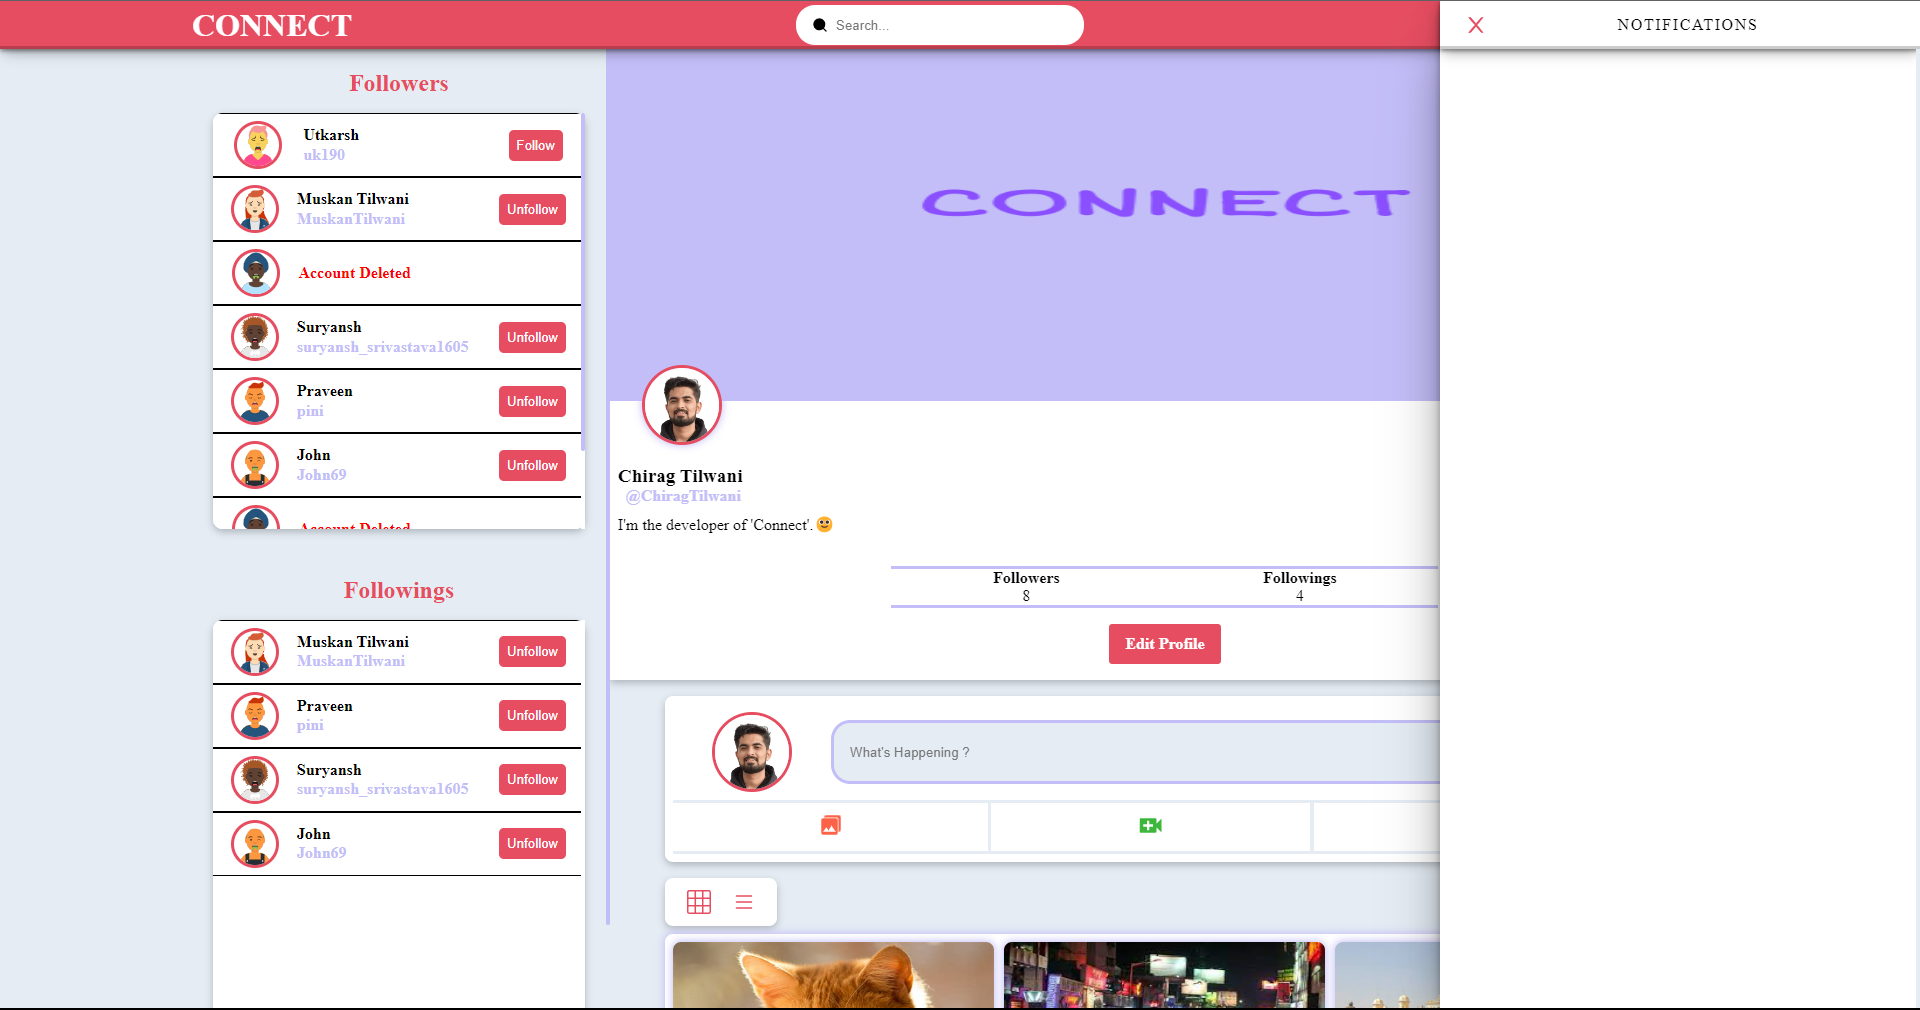 CONNECT
Search...
NOTIFICATIONS
Followers
Utkarsh
uk190
Follow
Muskan Tilwani
MuskanTilwani
Unfollow
Account Deleted
Suryansh
suryansh_srivastava1605
Unfollow
Praveen
pini
Unfollow
John
John69
Unfollow
Account Deleted
Followings
Muskan Tilwani
MuskanTilwani
Unfollow
Praveen
pini
Unfollow
Suryansh
suryansh_srivastava1605
Unfollow
John
John69
Unfollow
CONNECT
Chirag Tilwani
@ChiragTilwani
I'm the developer of 'Connect'. 🙂
Followers Followings
8 4
Edit Profile
What's Happening ?